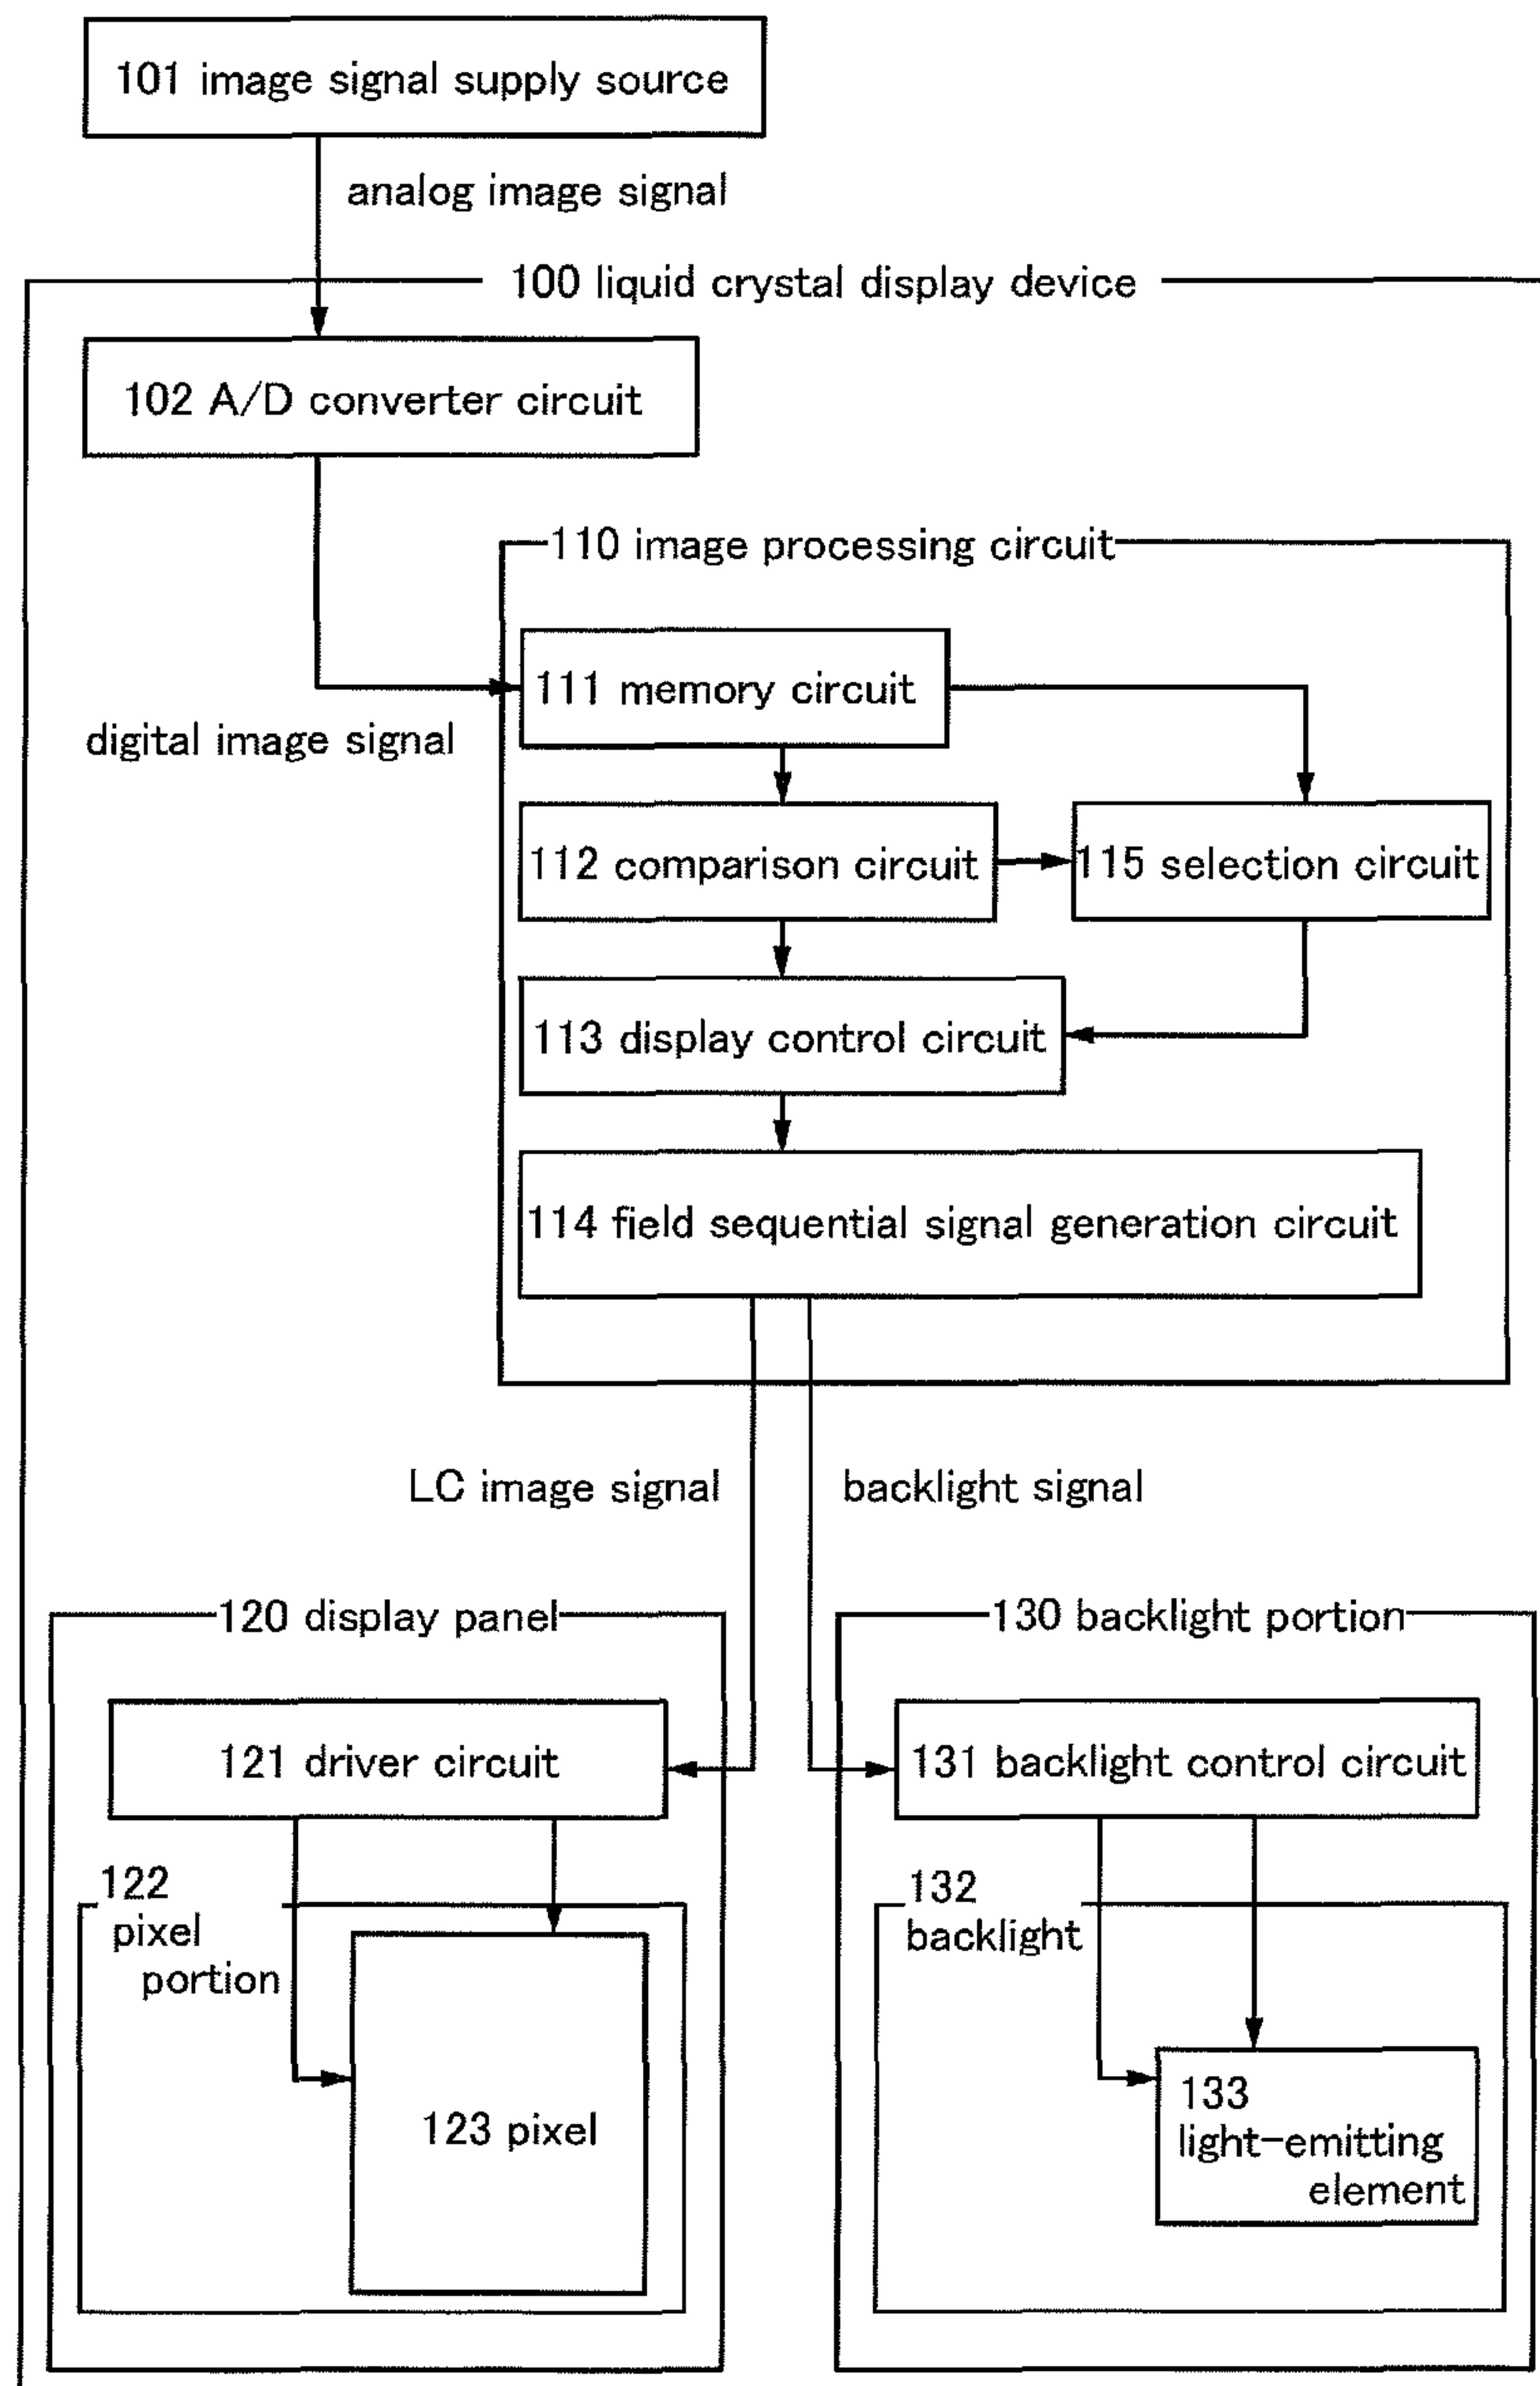 101 image signal supply source
analog image signal
100 liquid crystal display device
102 A/D converter circuit
110 image processing circuit
111 memory circuit
digital image signal
112 comparison circuit
115 selection circuit
113 display control circuit
114 field sequential signal generation circuit
LC image signal
backlight signal
120 display panel
130 backlight portion
121 driver circuit
131 backlight control circuit
122
pixel
portion
123 pixel
132
backlight
133
light-emitting
element